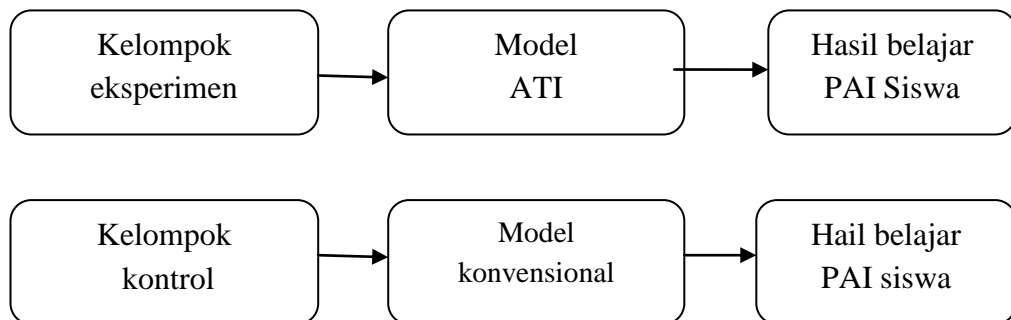 Kelompok
eksperimen
Model
ATI
Hasil belajar
PAI Siswa
Kelompok
kontrol
Model
konvensional
Hail belajar
PAI siswa